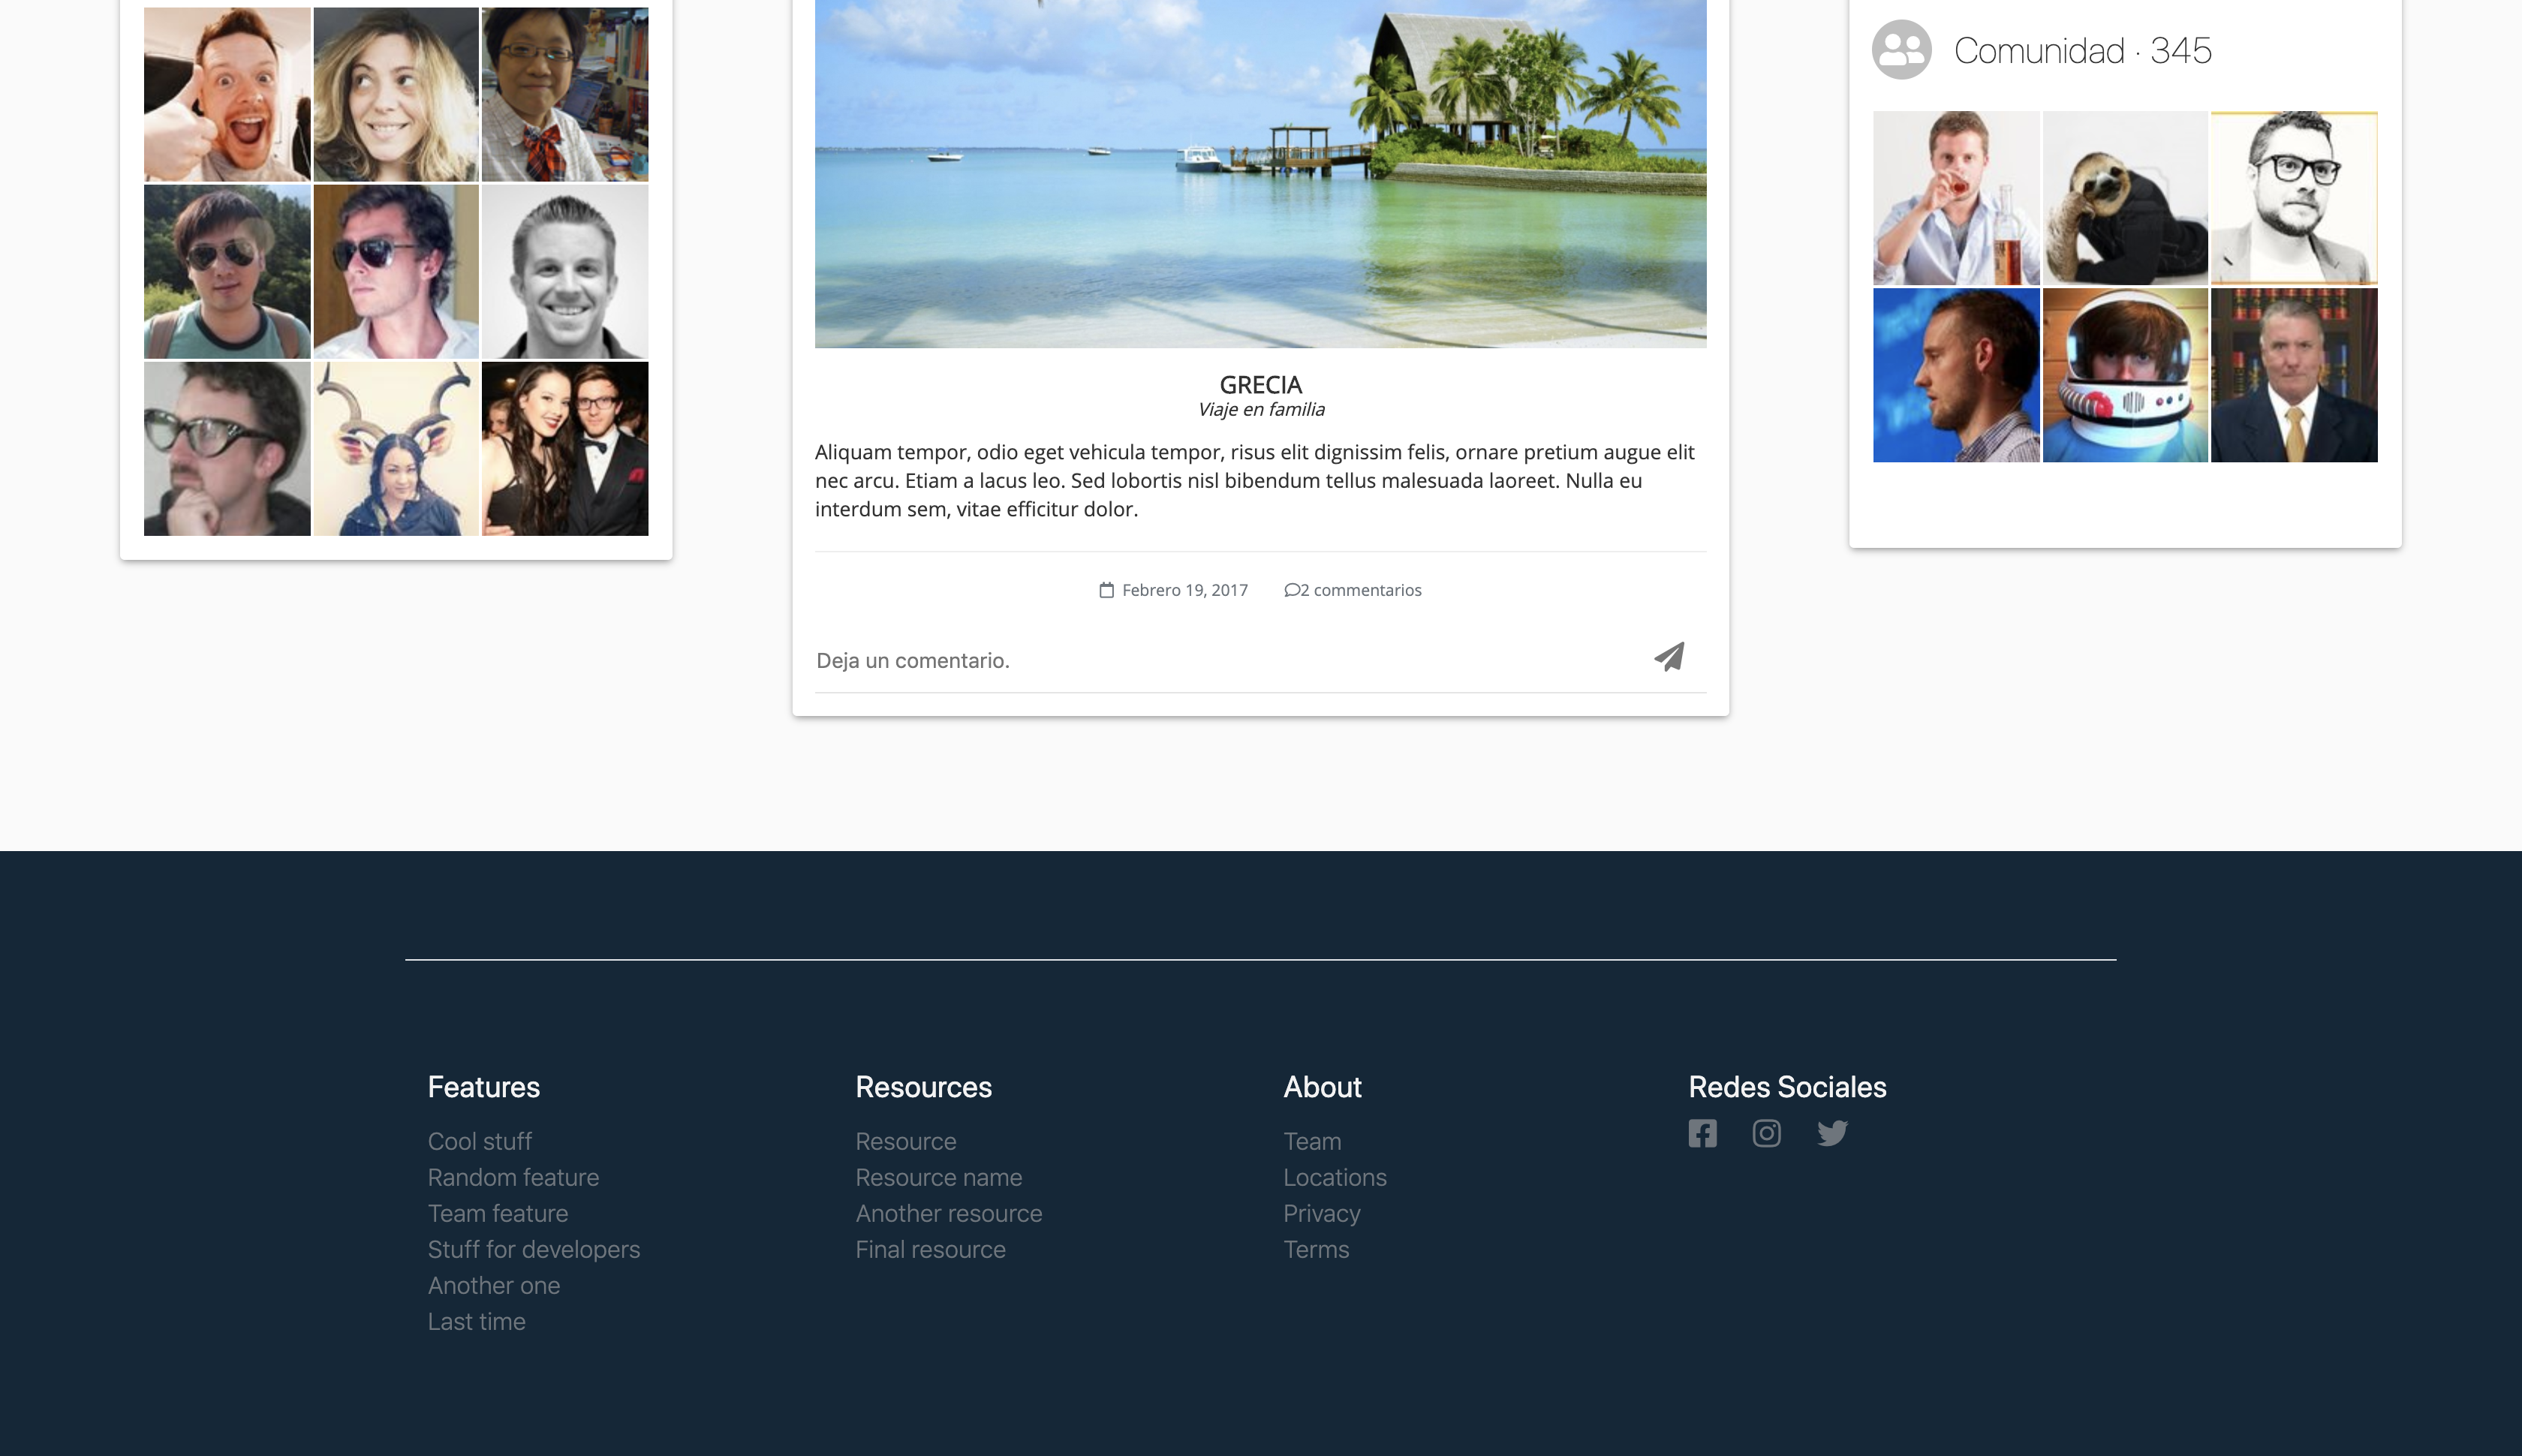 Comunidad · 345
GRECIA
Viaje en familia
Aliquam tempor, odio eget vehicula tempor, risus elit dignissim felis, ornare pretium augue elit
nec arcu. Etiam a lacus leo. Sed lobortis nisl bibendum tellus malesuada laoreet. Nulla eu
interdum sem, vitae efficitur dolor.
Febrero 19, 2017
2 commentarios
Deja un comentario.
Features
Cool stuff
Random feature
Team feature
Stuff for developers
Another one
Last time
Resources
Resource
Resource name
Another resource
Final resource
About
Team
Locations
Privacy
Terms
Redes Sociales